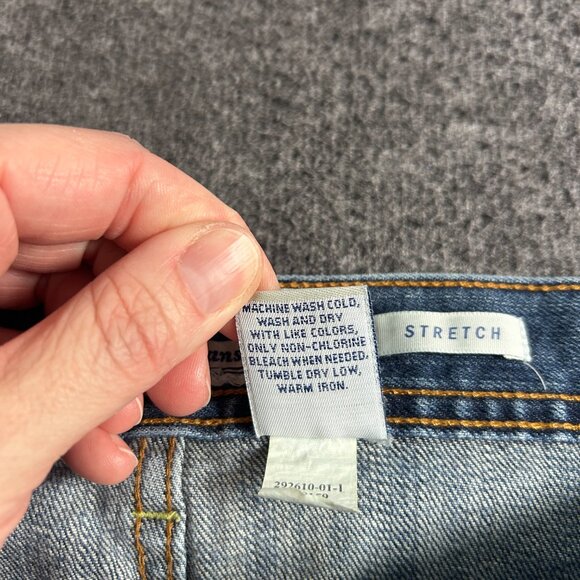 MACHINE WASH COLD,
WASH AND DRY
WITH LIKE COLORS,
ONLY NON-CHLORINE
BLEACH WHEN NEEDED,
TUMBLE DRY LOW,
WARM IRON.
STRETCH
292610-01-1